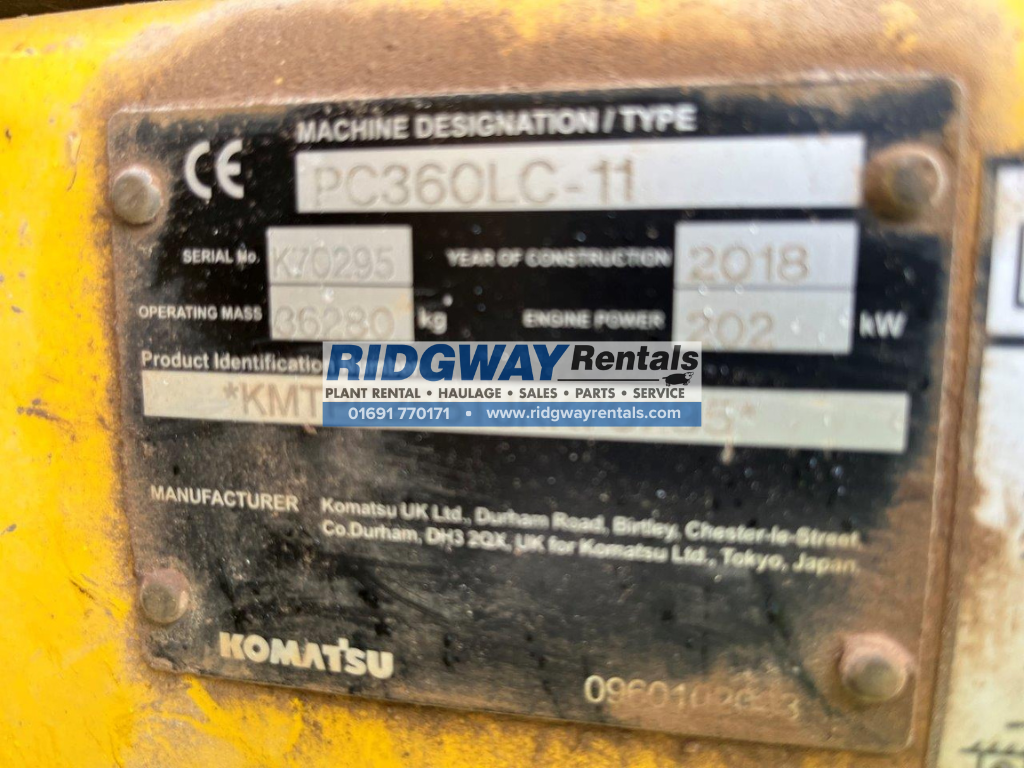 MACHINE DESIGNATION / TYPE
CE
PC360LC-11
SERIAL No. K70295 YEAR OF CONSTRUCTION 2018
OPERATING MASS 36280 kg ENGINE POWER 202 kW
Product Identification
*KMT
RIDGWAY Rentals
PLANT RENTAL • HAULAGE • SALES • PARTS • SERVICE
01691 770171 • www.ridgwayrentals.com
MANUFACTURER Komatsu UK Ltd., Durham Road, Birtley, Chester-le-Street,
Co.Durham, DH3 2QX, UK for Komatsu Ltd., Tokyo, Japan.
KOMATSU